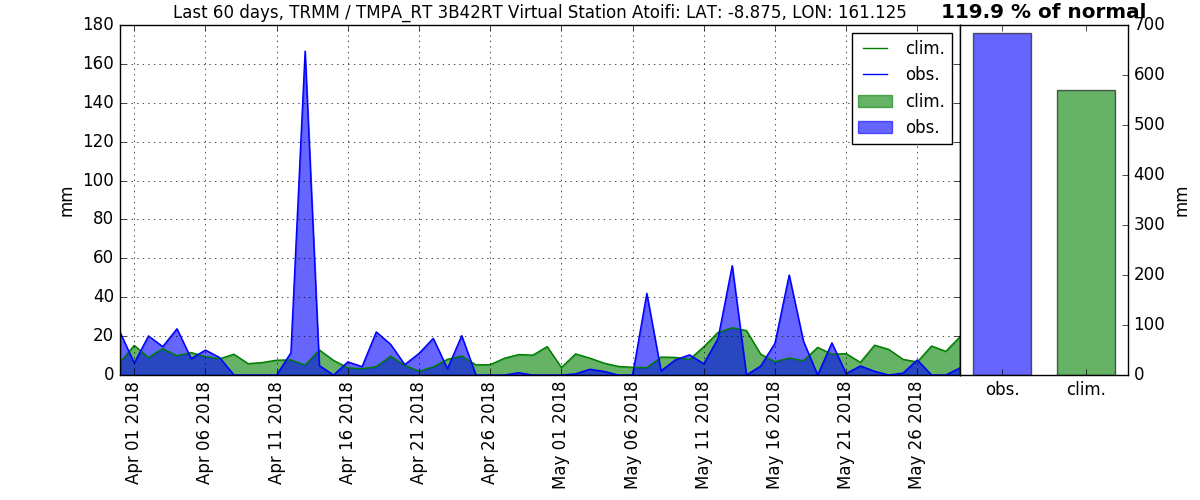 Last 60 days, TRMM / TMPA_RT 3B42RT Virtual Station Atoifi: LAT: -8.875, LON: 161.125
119.9 % of normal
180
160
140
120
100
80
60
40
20
0
mm
clim.
obs.
clim.
obs.
Apr 01 2018
Apr 06 2018
Apr 11 2018
Apr 16 2018
Apr 21 2018
Apr 26 2018
May 01 2018
May 06 2018
May 11 2018
May 16 2018
May 21 2018
May 26 2018
700
600
500
400
300
200
100
0
mm
obs.
clim.